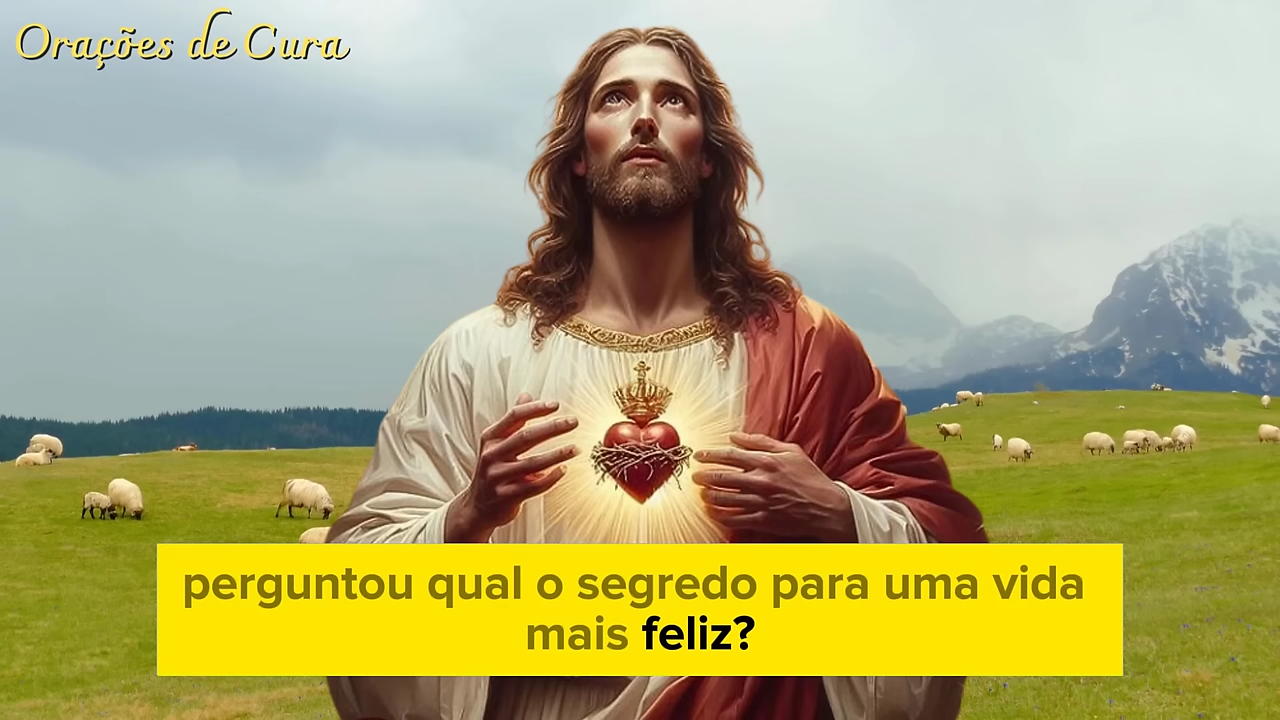 Orações de Cura
perguntou qual o segredo para uma vida
mais feliz?